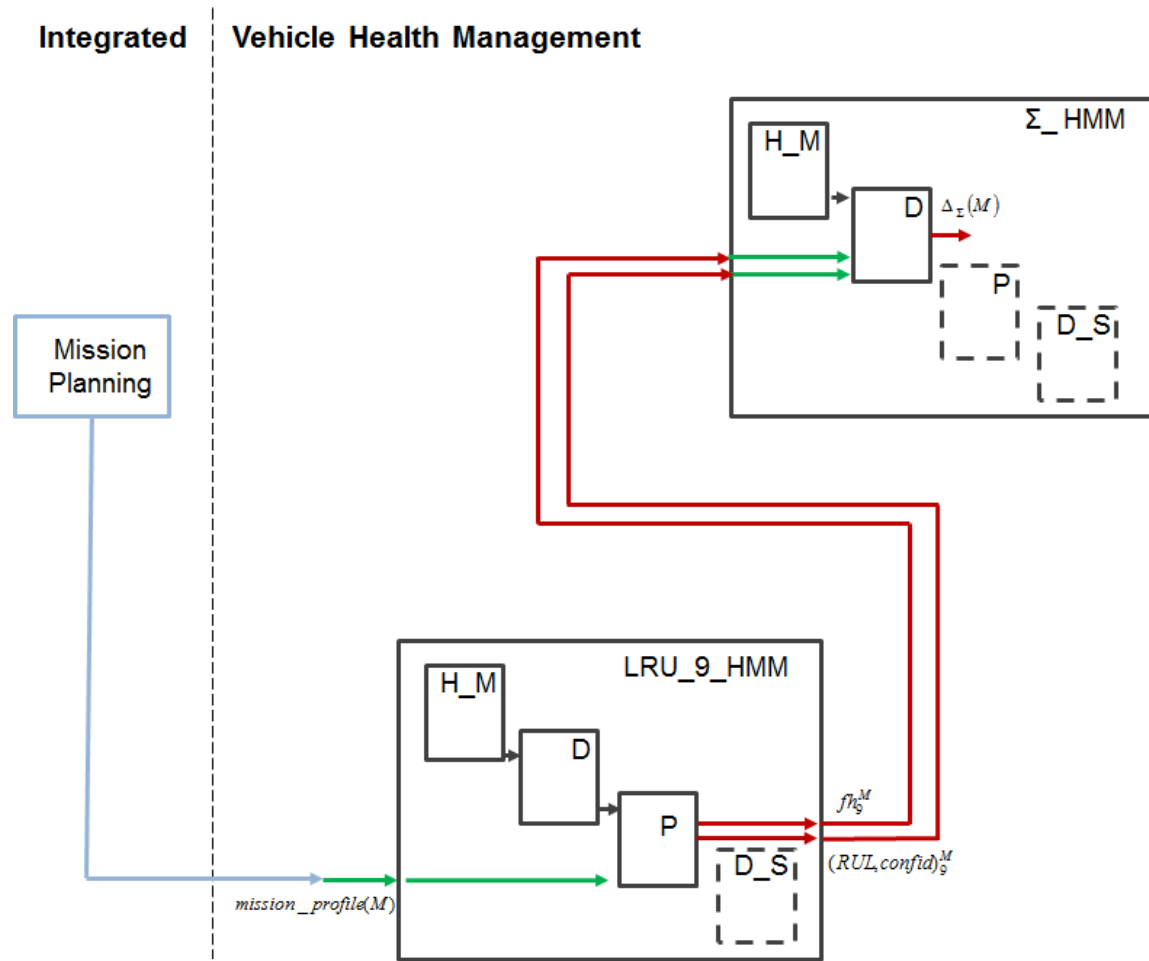 Integrated Vehicle Health Management
Σ_ HMM
H_M
D
Δ_Σ(M)
P
D_S
Mission
Planning
LRU_9_HMM
H_M
D
P
fh_9^M
D_S
(RUL,confid)_9^M
mission_profile(M)